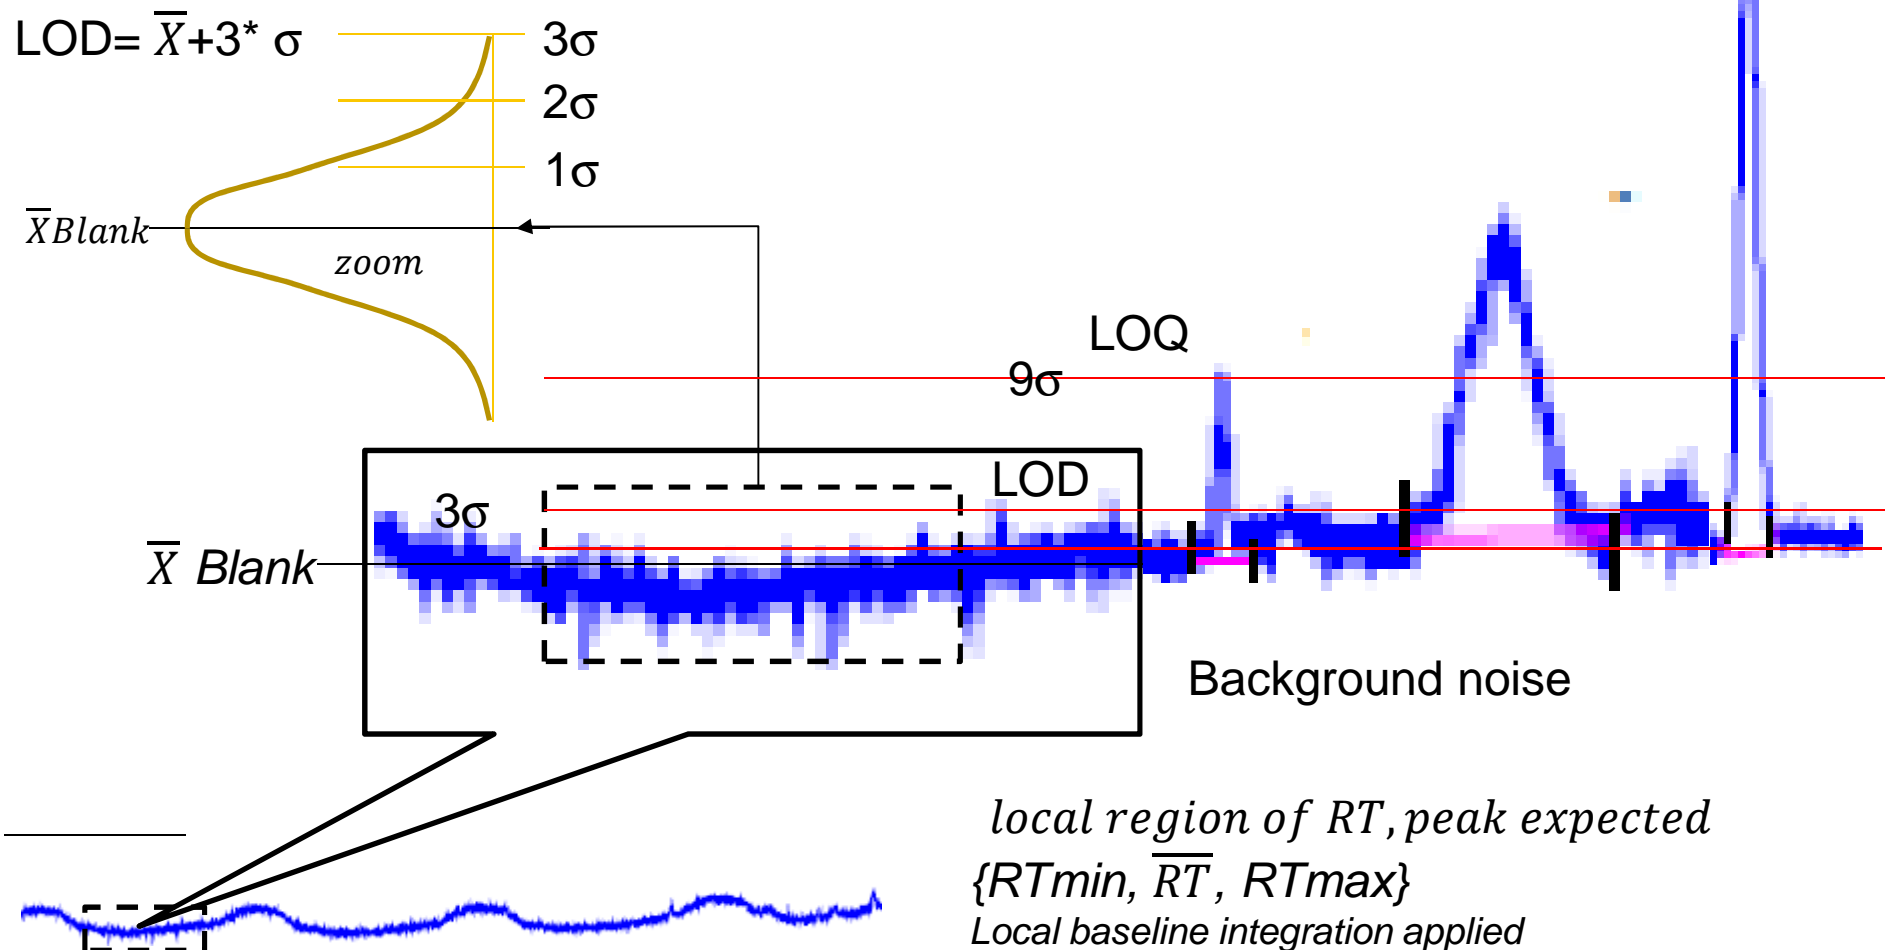 LOD= X̅+3* σ
3σ
2σ
1σ
X̅Blank
zoom
LOQ
9σ
LOD
3σ
X̅ Blank
Background noise
local region of RT, peak expected
{RTmin, R̅T̅, RTmax}
Local baseline integration applied